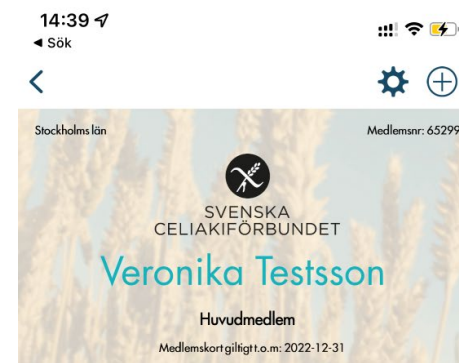 14:39
◀ Sök
Stockholms län
Medlemsnr: 65299
SVENSKA
CELIAKIFÖRBUNDET
Veronika Testsson
Huvudmedlem
Medlemskort giltigt t.o.m: 2022-12-31